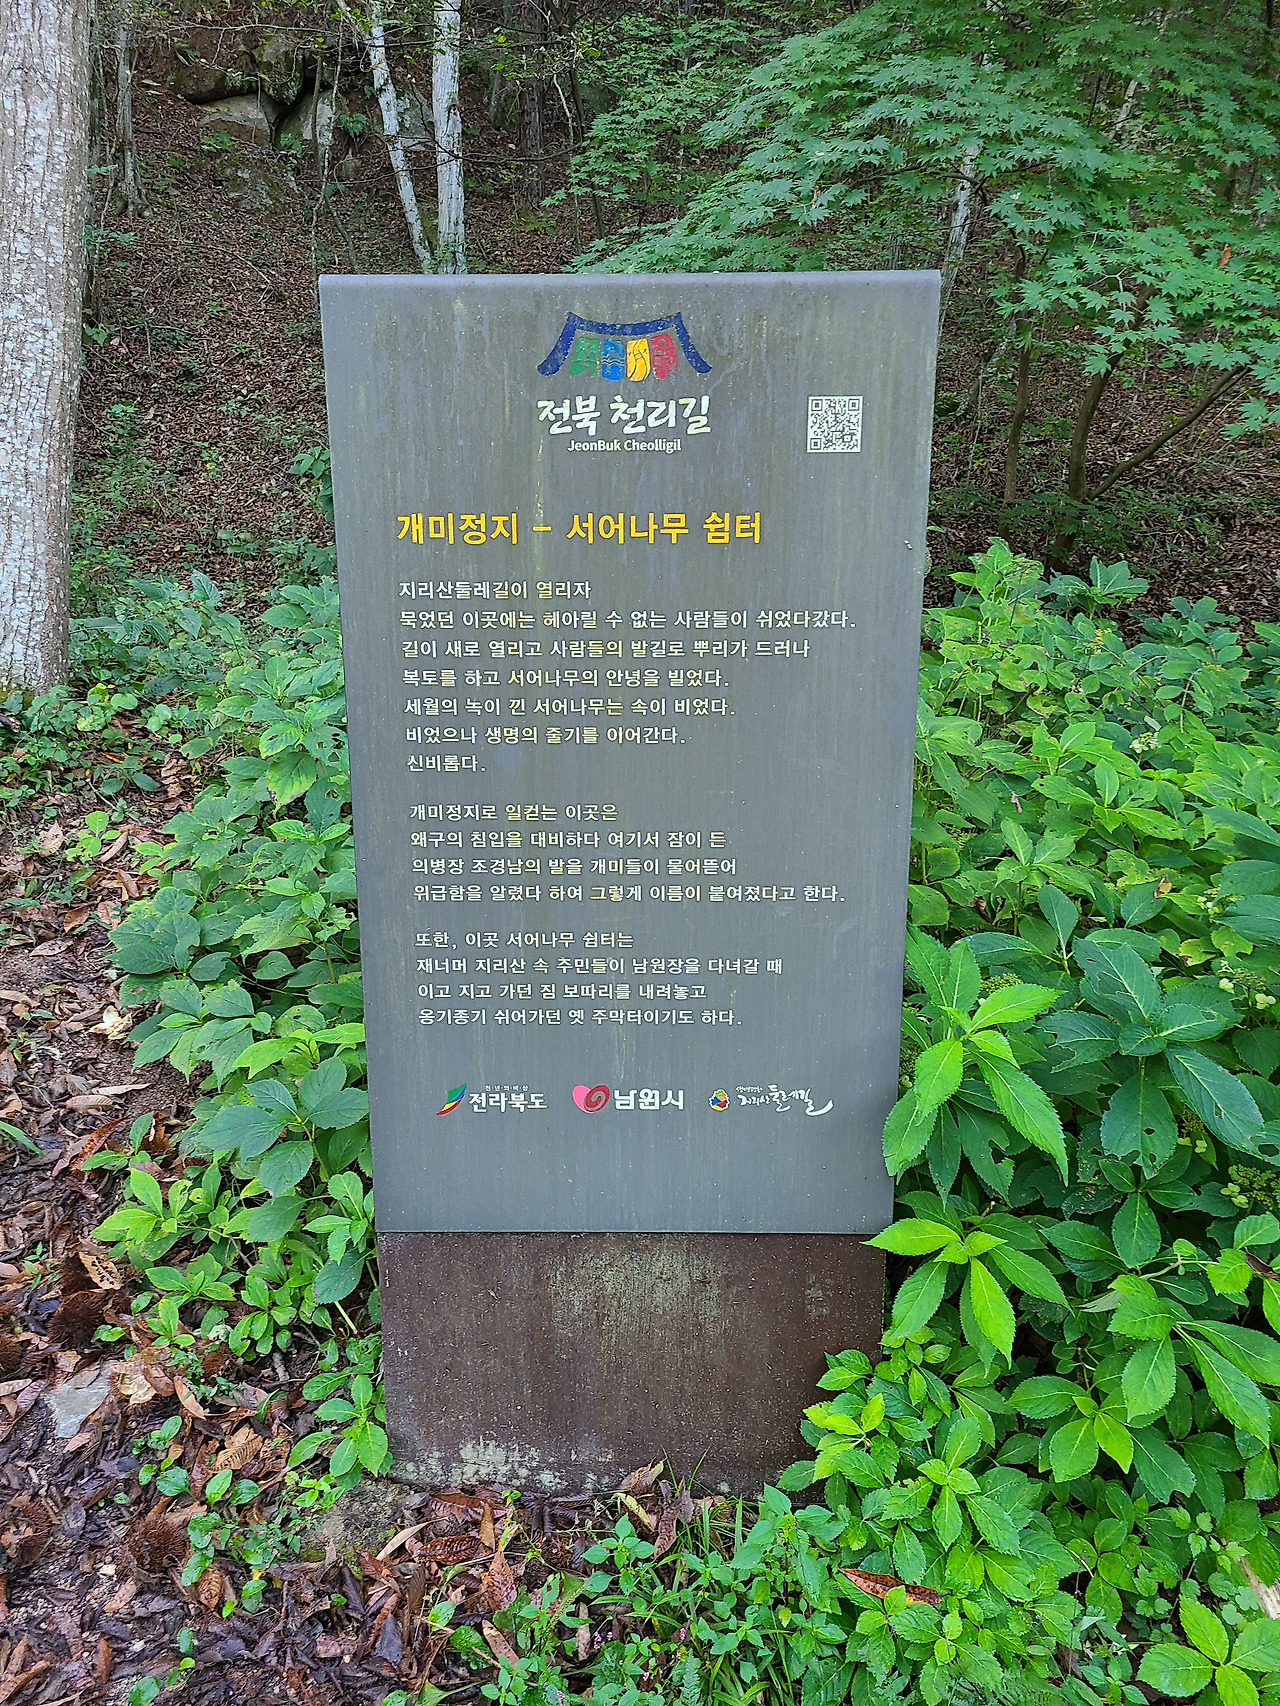 전북 천리길
JeonBuk Cheolligil
개미정지 - 서어나무 쉼터
지리산둘레길이 열리자
묵었던 이곳에는 헤아릴 수 없는 사람들이 쉬었다갔다.
길이 새로 열리고 사람들의 발길로 뿌리가 드러나
복토를 하고 서어나무의 안녕을 빌었다.
세월의 녹이 낀 서어나무는 속이 비었다.
비었으나 생명의 줄기를 이어간다.
신비롭다.
개미정지로 일컫는 이곳은
왜구의 침입을 대비하다 여기서 잠이 든
의병장 조경남의 발을 개미들이 물어뜯어
위급함을 알렸다 하여 그렇게 이름이 붙여졌다고 한다.
또한, 이곳 서어나무 쉼터는
재너머 지리산 속 주민들이 남원장을 다녀갈 때
이고 지고 가던 짐 보따리를 내려놓고
옹기종기 쉬어가던 옛 주막터이기도 하다.
천년의비상
전라북도
남원시
지리산둘레길